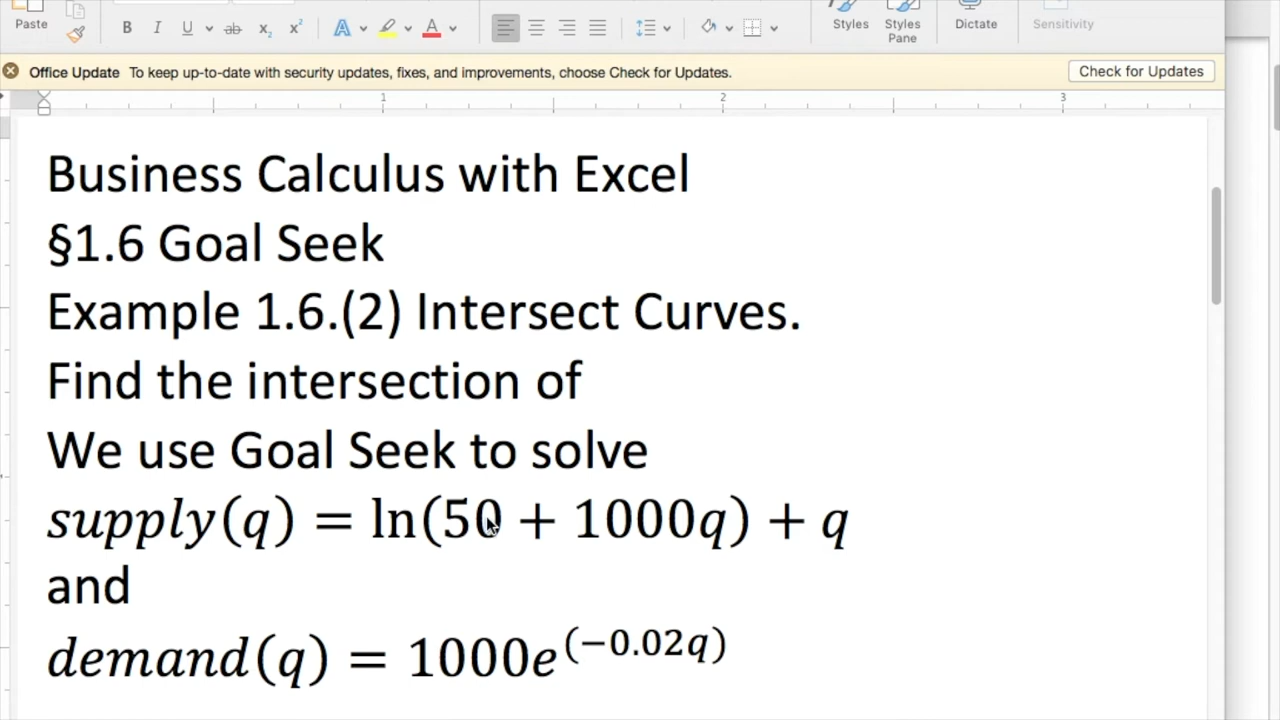 Paste B I U ab x₂ x² A A Styles Styles Pane Dictate Sensitivity
Office Update To keep up-to-date with security updates, fixes, and improvements, choose Check for Updates. Check for Updates
1 2 3
Business Calculus with Excel
§1.6 Goal Seek
Example 1.6.(2) Intersect Curves.
Find the intersection of
We use Goal Seek to solve
supply(q) = ln(50 + 1000q) + q
and
demand(q) = 1000e^(−0.02q)